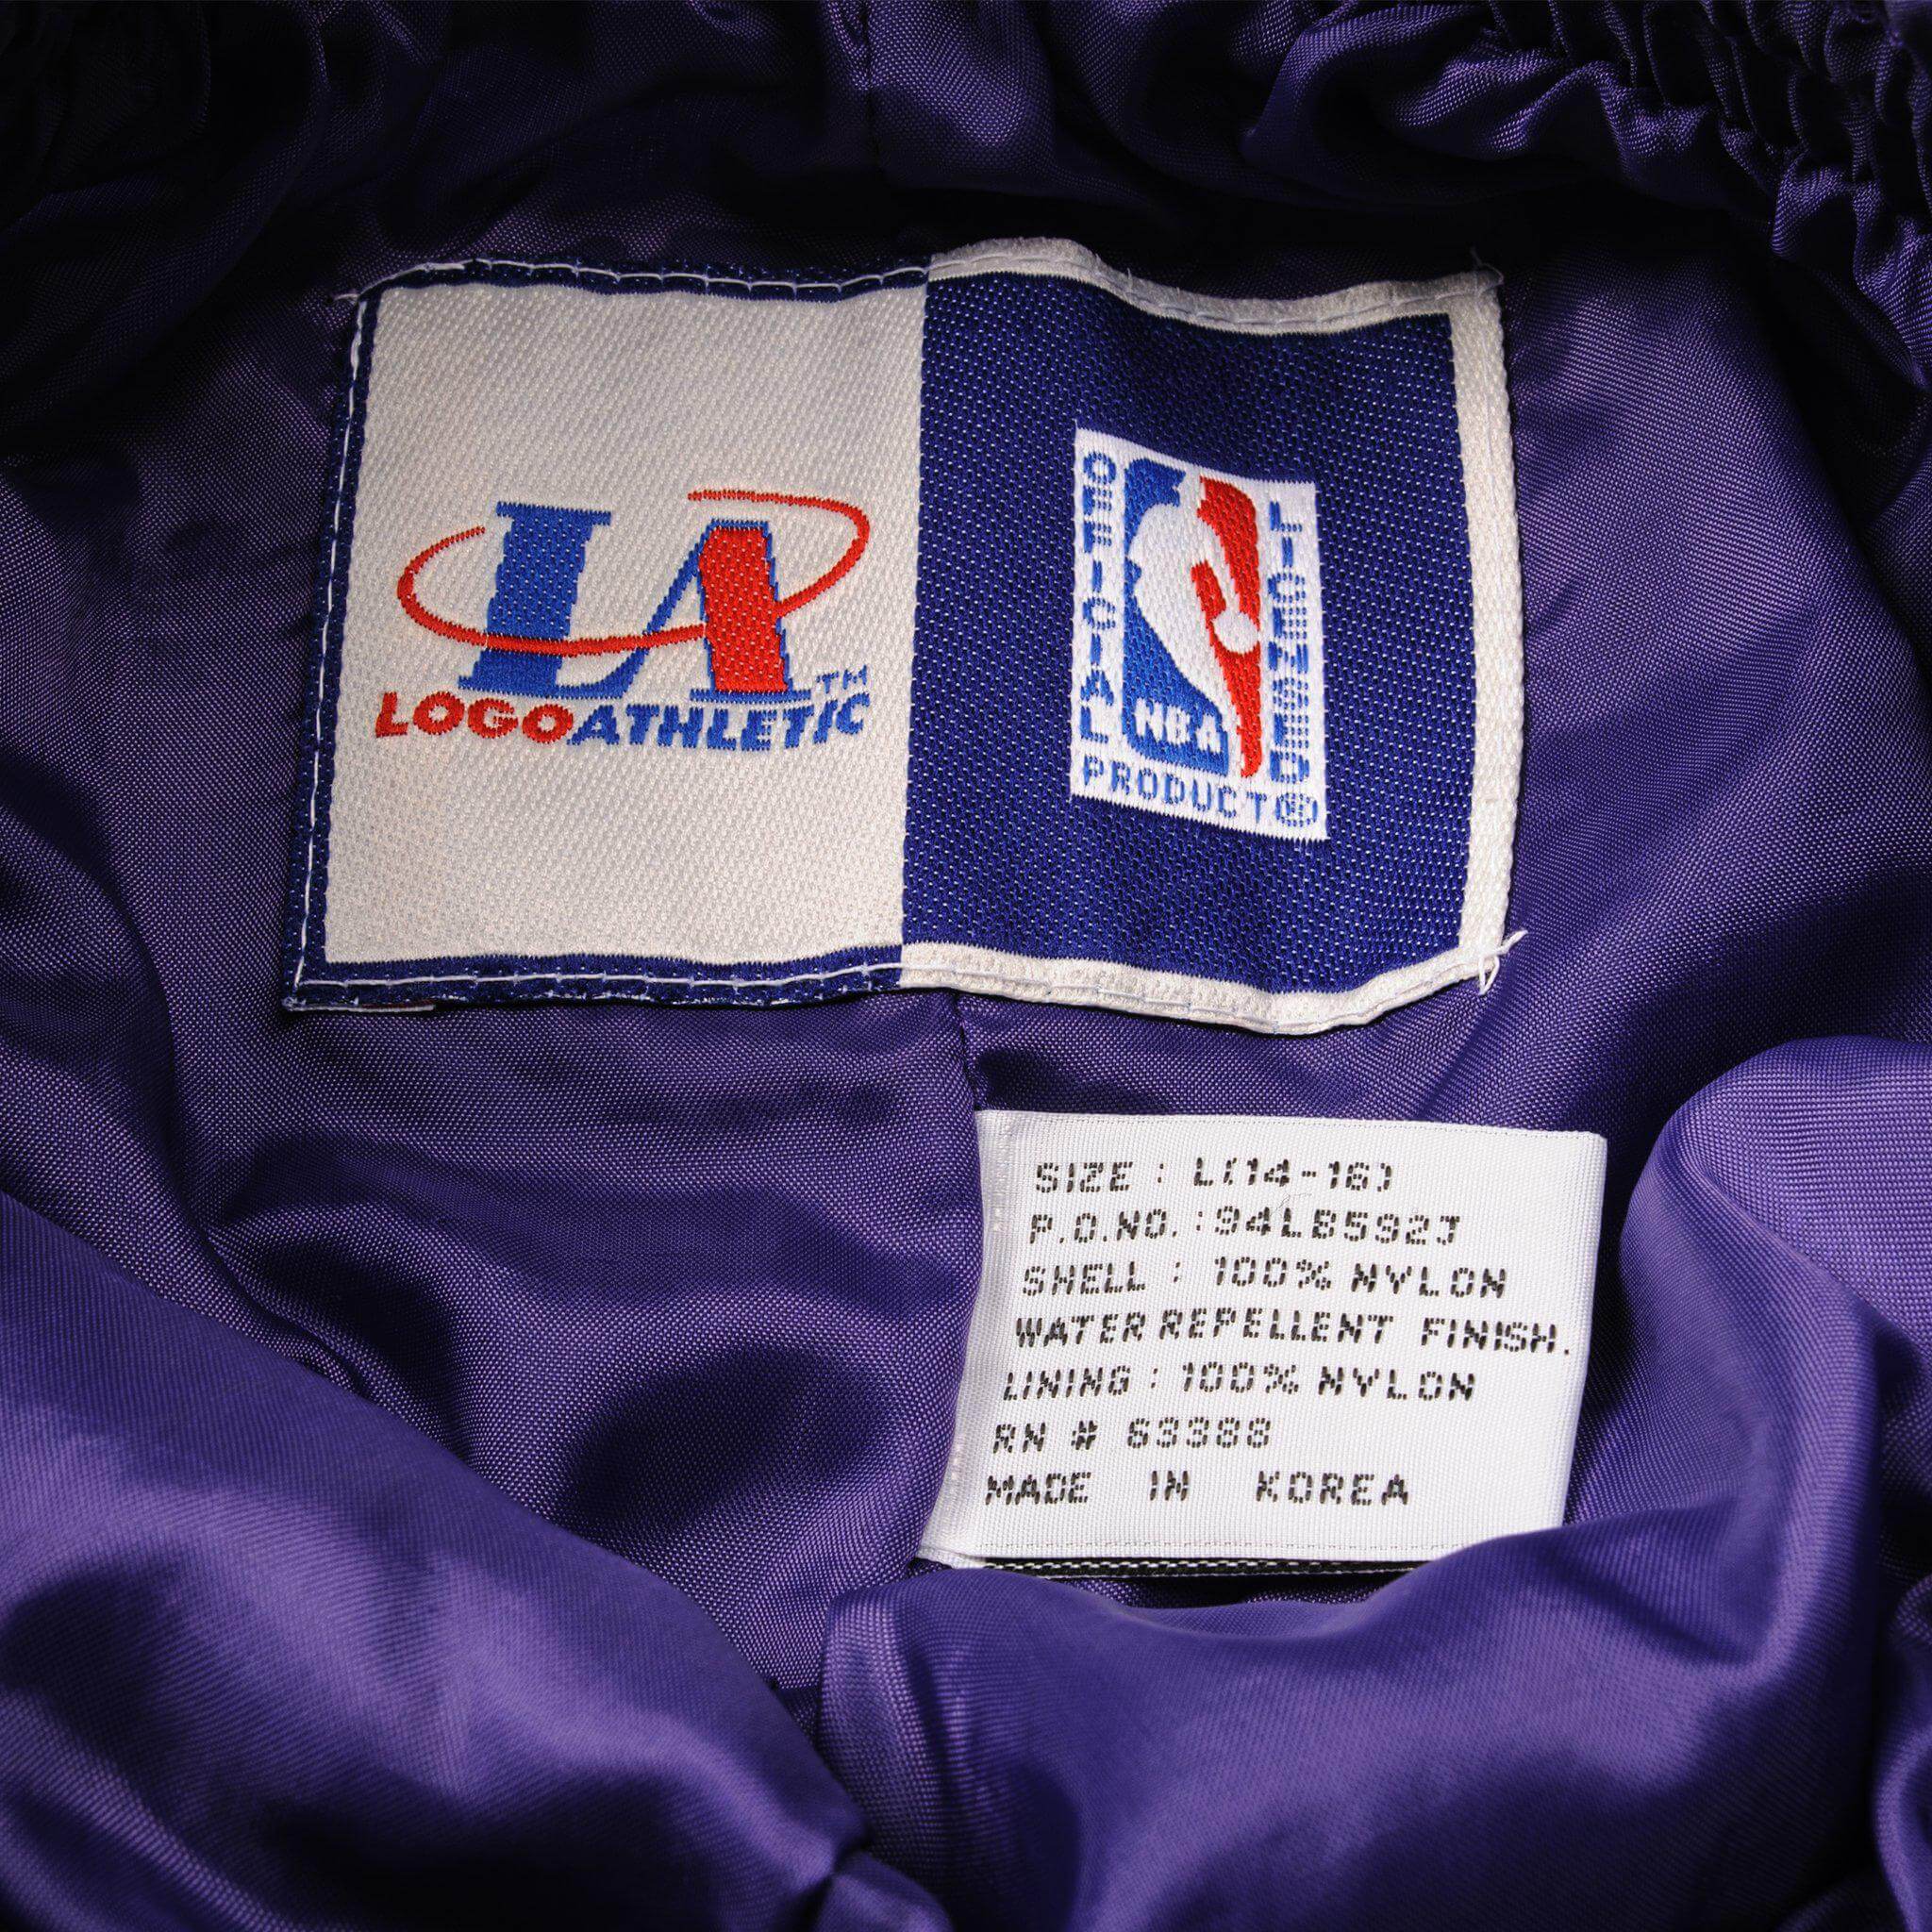 LA
TM
LOGOATHLETIC
OFFICIAL
LICENSED
NBA
PRODUCT®
SIZE : L(14-16)
P.O.NO. :94LB592J
SHELL : 100% NYLON
WATER REPELLENT FINISH.
LINING : 100% NYLON
RN # 63388
MADE IN KOREA